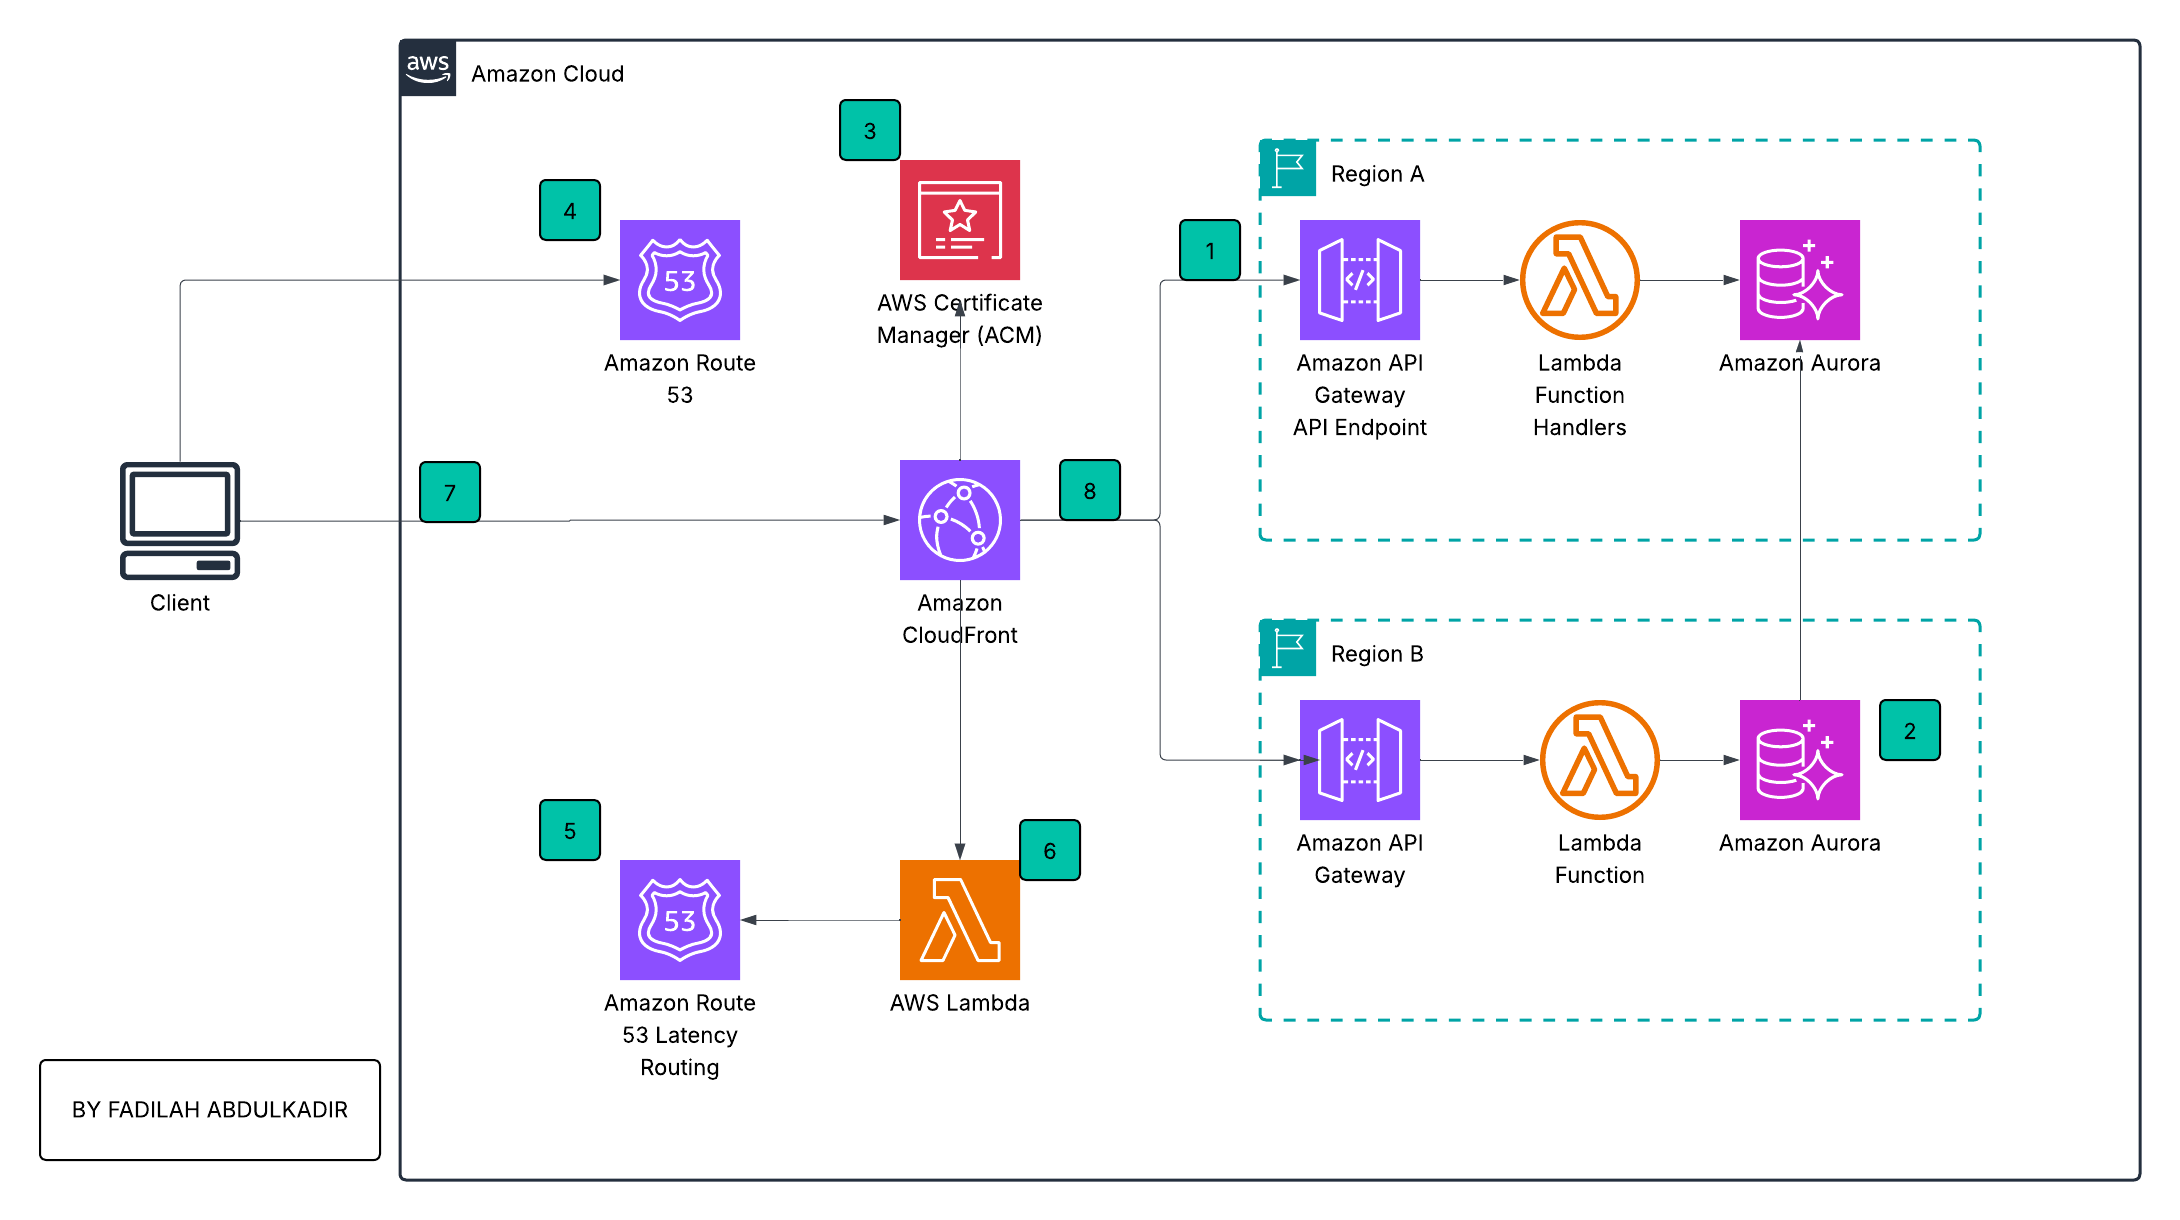 aws
Amazon Cloud
3
AWS Certificate
Manager (ACM)
4
53
Amazon Route
53
1
Region A
Amazon API
Gateway
API Endpoint
Lambda
Function
Handlers
Amazon Aurora
7
Client
8
Amazon
CloudFront
Region B
Amazon API
Gateway
Lambda
Function
Amazon Aurora
2
5
53
Amazon Route
53 Latency
Routing
6
AWS Lambda
BY FADILAH ABDULKADIR